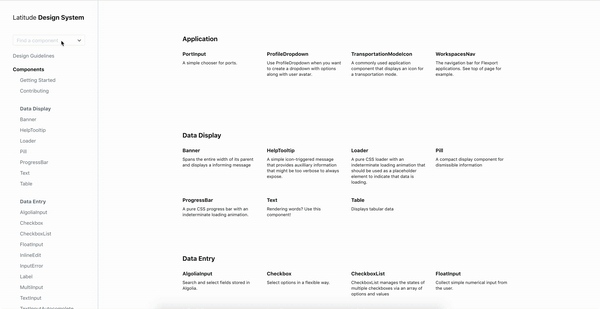 Latitude Design System
Find a component
Design Guidelines
Components
Getting Started
Contributing
Data Display
Banner
HelpTooltip
Loader
Pill
ProgressBar
Text
Table
Data Entry
AlgoliaInput
Checkbox
CheckboxList
FloatInput
InlineEdit
InputError
Label
MultiInput
TextInput
TextInputAutocomplete
Application
PortInput
A simple chooser for ports.
ProfileDropdown
Use ProfileDropdown when you
want to create a dropdown with options
along with user avatar.
TransportationModeIcon
A commonly used application
component that displays an icon for
a transportation mode.
WorkspacesNav
The navigation bar for Flexport
applications. See top of page for
example.
Data Display
Banner
Spans the entire width of its parent
and displays a informing message
HelpTooltip
A simple icon-triggered message
that provides auxilliary information
that might be too verbose to always
expose.
Loader
A pure CSS loader with an
indeterminate loading animation that
should be used as a placeholder
element to indicate that data is
loading.
Pill
A compact display component for
dismissible information
ProgressBar
A pure CSS progress bar with an
indeterminate loading animation.
Text
Rendering words? Use this
component!
Table
Displays tabular data
Data Entry
AlgoliaInput
Search and select fields stored in
Algolia.
Checkbox
Select options in a flexible way.
CheckboxList
CheckboxList manages the states of
multiple checkboxes via an array of
options and values
FloatInput
Collect simple numerical input from
the user.